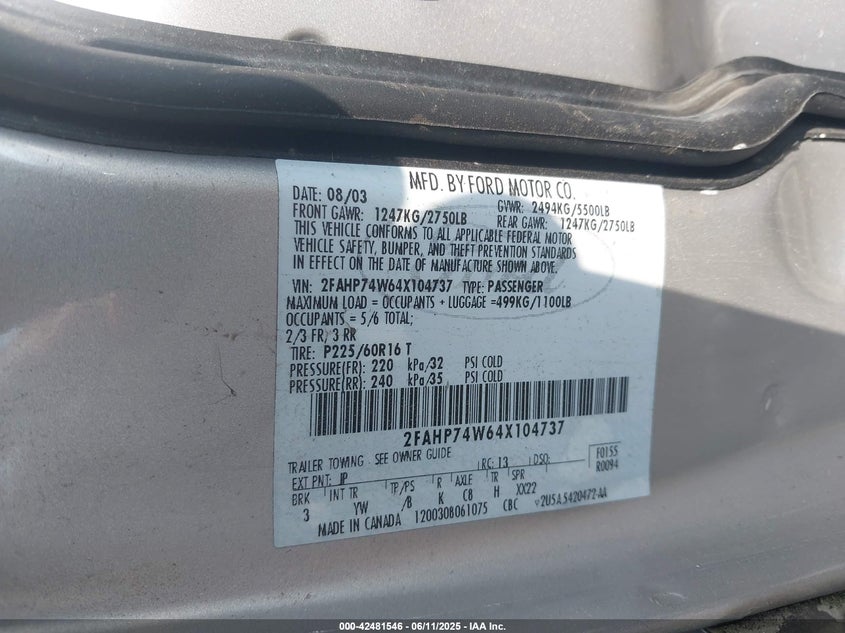 MFD. BY FORD MOTOR CO.
DATE: 08/03 GVWR: 2494KG/5500LB
FRONT GAWR: 1247KG/2750LB REAR GAWR: 1247KG/2750LB
THIS VEHICLE CONFORMS TO ALL APPLICABLE FEDERAL MOTOR
VEHICLE SAFETY, BUMPER, AND THEFT PREVENTION STANDARDS
IN EFFECT ON THE DATE OF MANUFACTURE SHOWN ABOVE.
VIN: 2FAHP74W64X104737 TYPE: PASSENGER
MAXIMUM LOAD = OCCUPANTS + LUGGAGE =499KG/1100LB
OCCUPANTS = 5/6 TOTAL;
2/3 FR, 3 RR
TIRE: P225/60R16 T
PRESSURE(FR): 220 kPa/32 PSI COLD
PRESSURE(RR): 240 kPa/35 PSI COLD
2FAHP74W64X104737
TRAILER TOWING - SEE OWNER GUIDE
EXT PNT: JP RC: 13 DSO: F0155
R0094
BRK INT TR TP/PS R AXLE TR SPR
3 YW /B K C8 H XX22
MADE IN CANADA 1200308061075 CBC 2U5A 5420472-AA
000-42481546 - 06/11/2025 - IAA Inc.